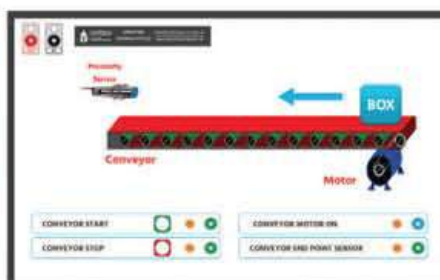 Proximity
Sensor
BOX
Conveyor
Motor
CONVEYOR START
CONVEYOR MOTOR ON
CONVEYOR STOP
CONVEYOR END POINT SENSOR